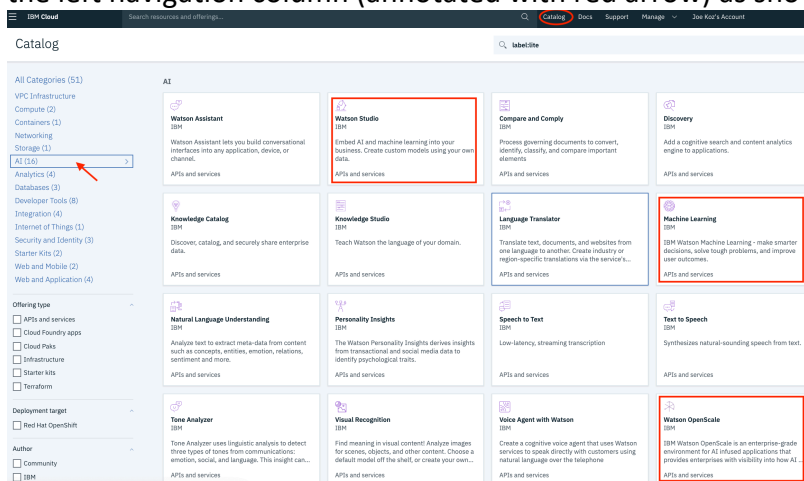 the left navigation column (annotated with red arrow) as sho
IBM Cloud
Search resources and offerings...
Catalog
Docs
Support
Manage
Joe Koz's Account
Catalog
label:lite
All Categories (51)
VPC Infrastructure
Compute (2)
Containers (1)
Networking
Storage (1)
AI (16)
Analytics (4)
Databases (3)
Developer Tools (8)
Integration (4)
Internet of Things (1)
Security and Identity (3)
Starter Kits (2)
Web and Mobile (2)
Web and Application (4)
Offering type
APIs and services
Cloud Foundry apps
Cloud Paks
Infrastructure
Starter kits
Terraform
Deployment target
Red Hat OpenShift
Author
Community
IBM
AI
Watson Assistant
IBM
Watson Assistant lets you build conversational
interfaces into any application, device, or
channel.
APIs and services
Watson Studio
IBM
Embed AI and machine learning into your
business. Create custom models using your own
data.
APIs and services
Compare and Comply
IBM
Process governing documents to convert,
identify, classify, and compare important
elements
APIs and services
Discovery
IBM
Add a cognitive search and content analytics
engine to applications.
APIs and services
Knowledge Catalog
IBM
Discover, catalog, and securely share enterprise
data.
APIs and services
Knowledge Studio
IBM
Teach Watson the language of your domain.
APIs and services
Language Translator
IBM
Translate text, documents, and websites from
one language to another. Create industry or
region-specific translations via the service's...
APIs and services
Machine Learning
IBM
IBM Watson Machine Learning - make smarter
decisions, solve tough problems, and improve
user outcomes.
APIs and services
Natural Language Understanding
IBM
Analyze text to extract meta-data from content
such as concepts, entities, emotion, relations,
sentiment and more.
APIs and services
Personality Insights
IBM
The Watson Personality Insights derives insights
from transactional and social media data to
identify psychological traits.
APIs and services
Speech to Text
IBM
Low-latency, streaming transcription
APIs and services
Text to Speech
IBM
Synthesizes natural-sounding speech from text.
APIs and services
Tone Analyzer
IBM
Tone Analyzer uses linguistic analysis to detect
three types of tones from communications:
emotion, social, and language. This insight can...
APIs and services
Visual Recognition
IBM
Find meaning in visual content! Analyze images
for scenes, objects, and other content. Choose a
default model off the shelf, or create your own...
APIs and services
Voice Agent with Watson
IBM
Create a cognitive voice agent that uses Watson
services to speak directly with customers using
natural language over the telephone
APIs and services
Watson OpenScale
IBM
IBM Watson OpenScale is an enterprise-grade
environment for AI infused applications that
provides enterprises with visibility into how AI ...
APIs and services